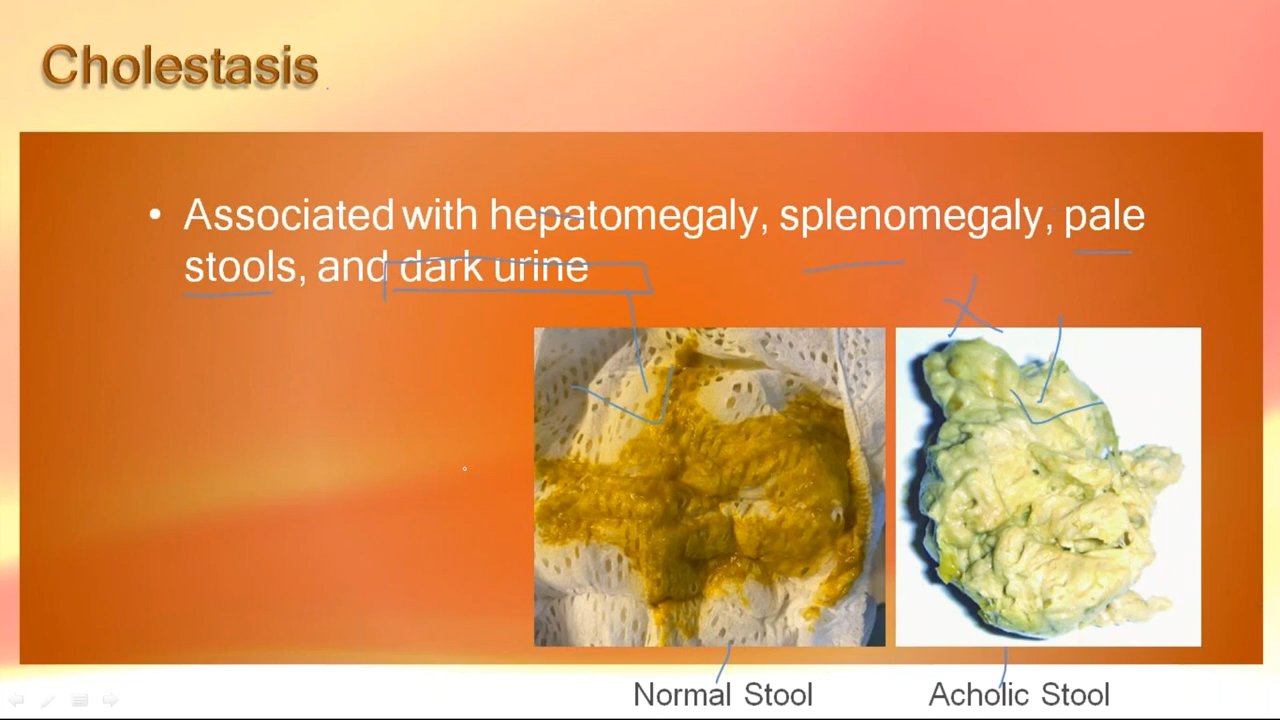 Cholestasis
• Associated with hepatomegaly, splenomegaly, pale
stools, and dark urine
Normal Stool
Acholic Stool